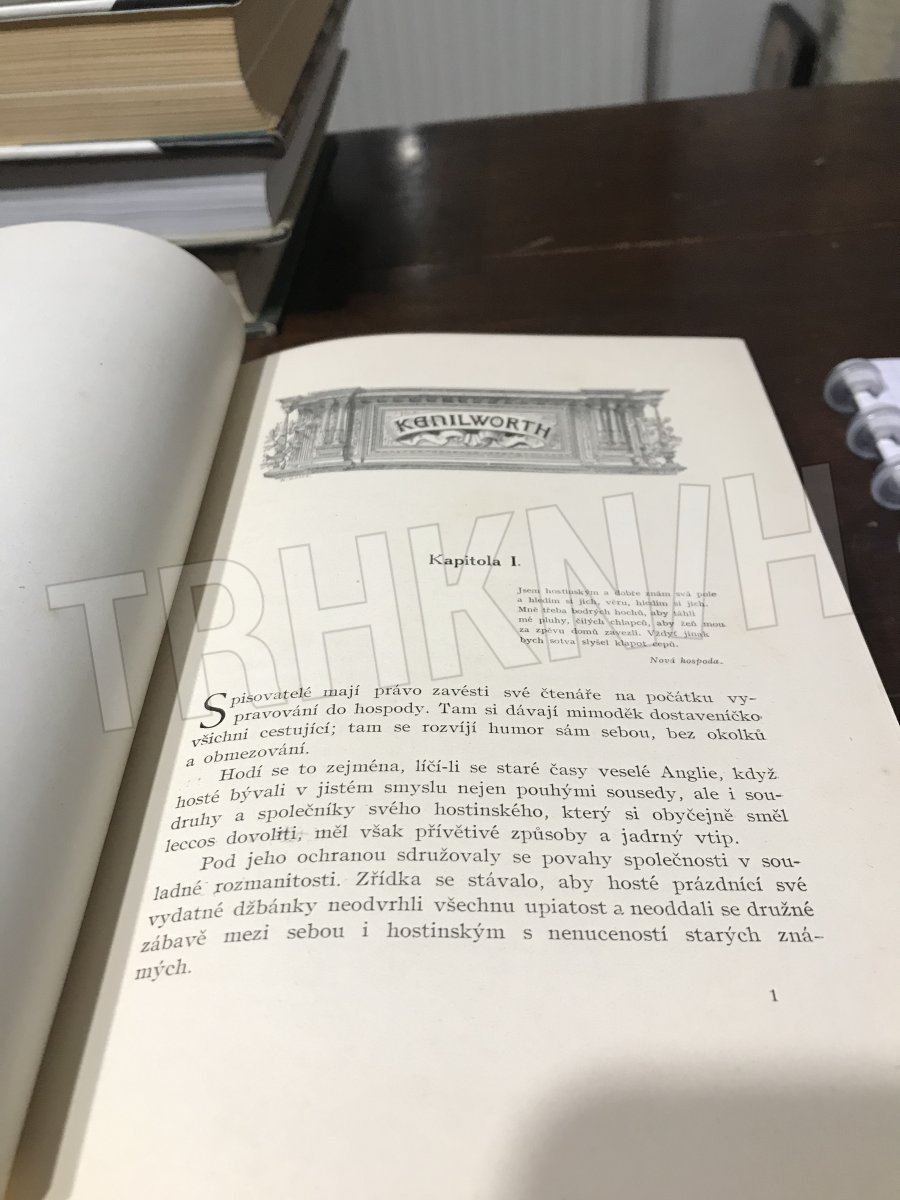 KENILWORTH
Kapitola I.
Jsem hostinským a dobře znám svá pole
a hledím si jich, věru, hledím si jich.
Mně třeba bodrých hochů, aby táhli
mé pluhy, čilých chlapců, aby žeň mou
za zpěvu domů zavezli. Vždyť jinak
bych sotva slyšel klapot cepů.
Nová hospoda.
Spisovatelé mají právo zavésti své čtenáře na počátku vy-
pravování do hospody. Tam si dávají mimoděk dostaveníčko
všichni cestující; tam se rozvíjí humor sám sebou, bez okolků
a obmezování.
Hodí se to zejména, líčí-li se staré časy veselé Anglie, když
hosté bývali v jistém smyslu nejen pouhými sousedy, ale i sou-
druhy a společníky svého hostinského, který si obyčejně směl
leccos dovoliti, měl však přívětivé způsoby a jadrný vtip.
Pod jeho ochranou sdružovaly se povahy společnosti v sou-
ladné rozmanitosti. Zřídka se stávalo, aby hosté prázdnící své
vydatné džbánky neodvrhli všechnu upiatost a neoddali se družné
zábavě mezi sebou i hostinským s nenuceností starých zná-
mých.
1
TRHKNIH